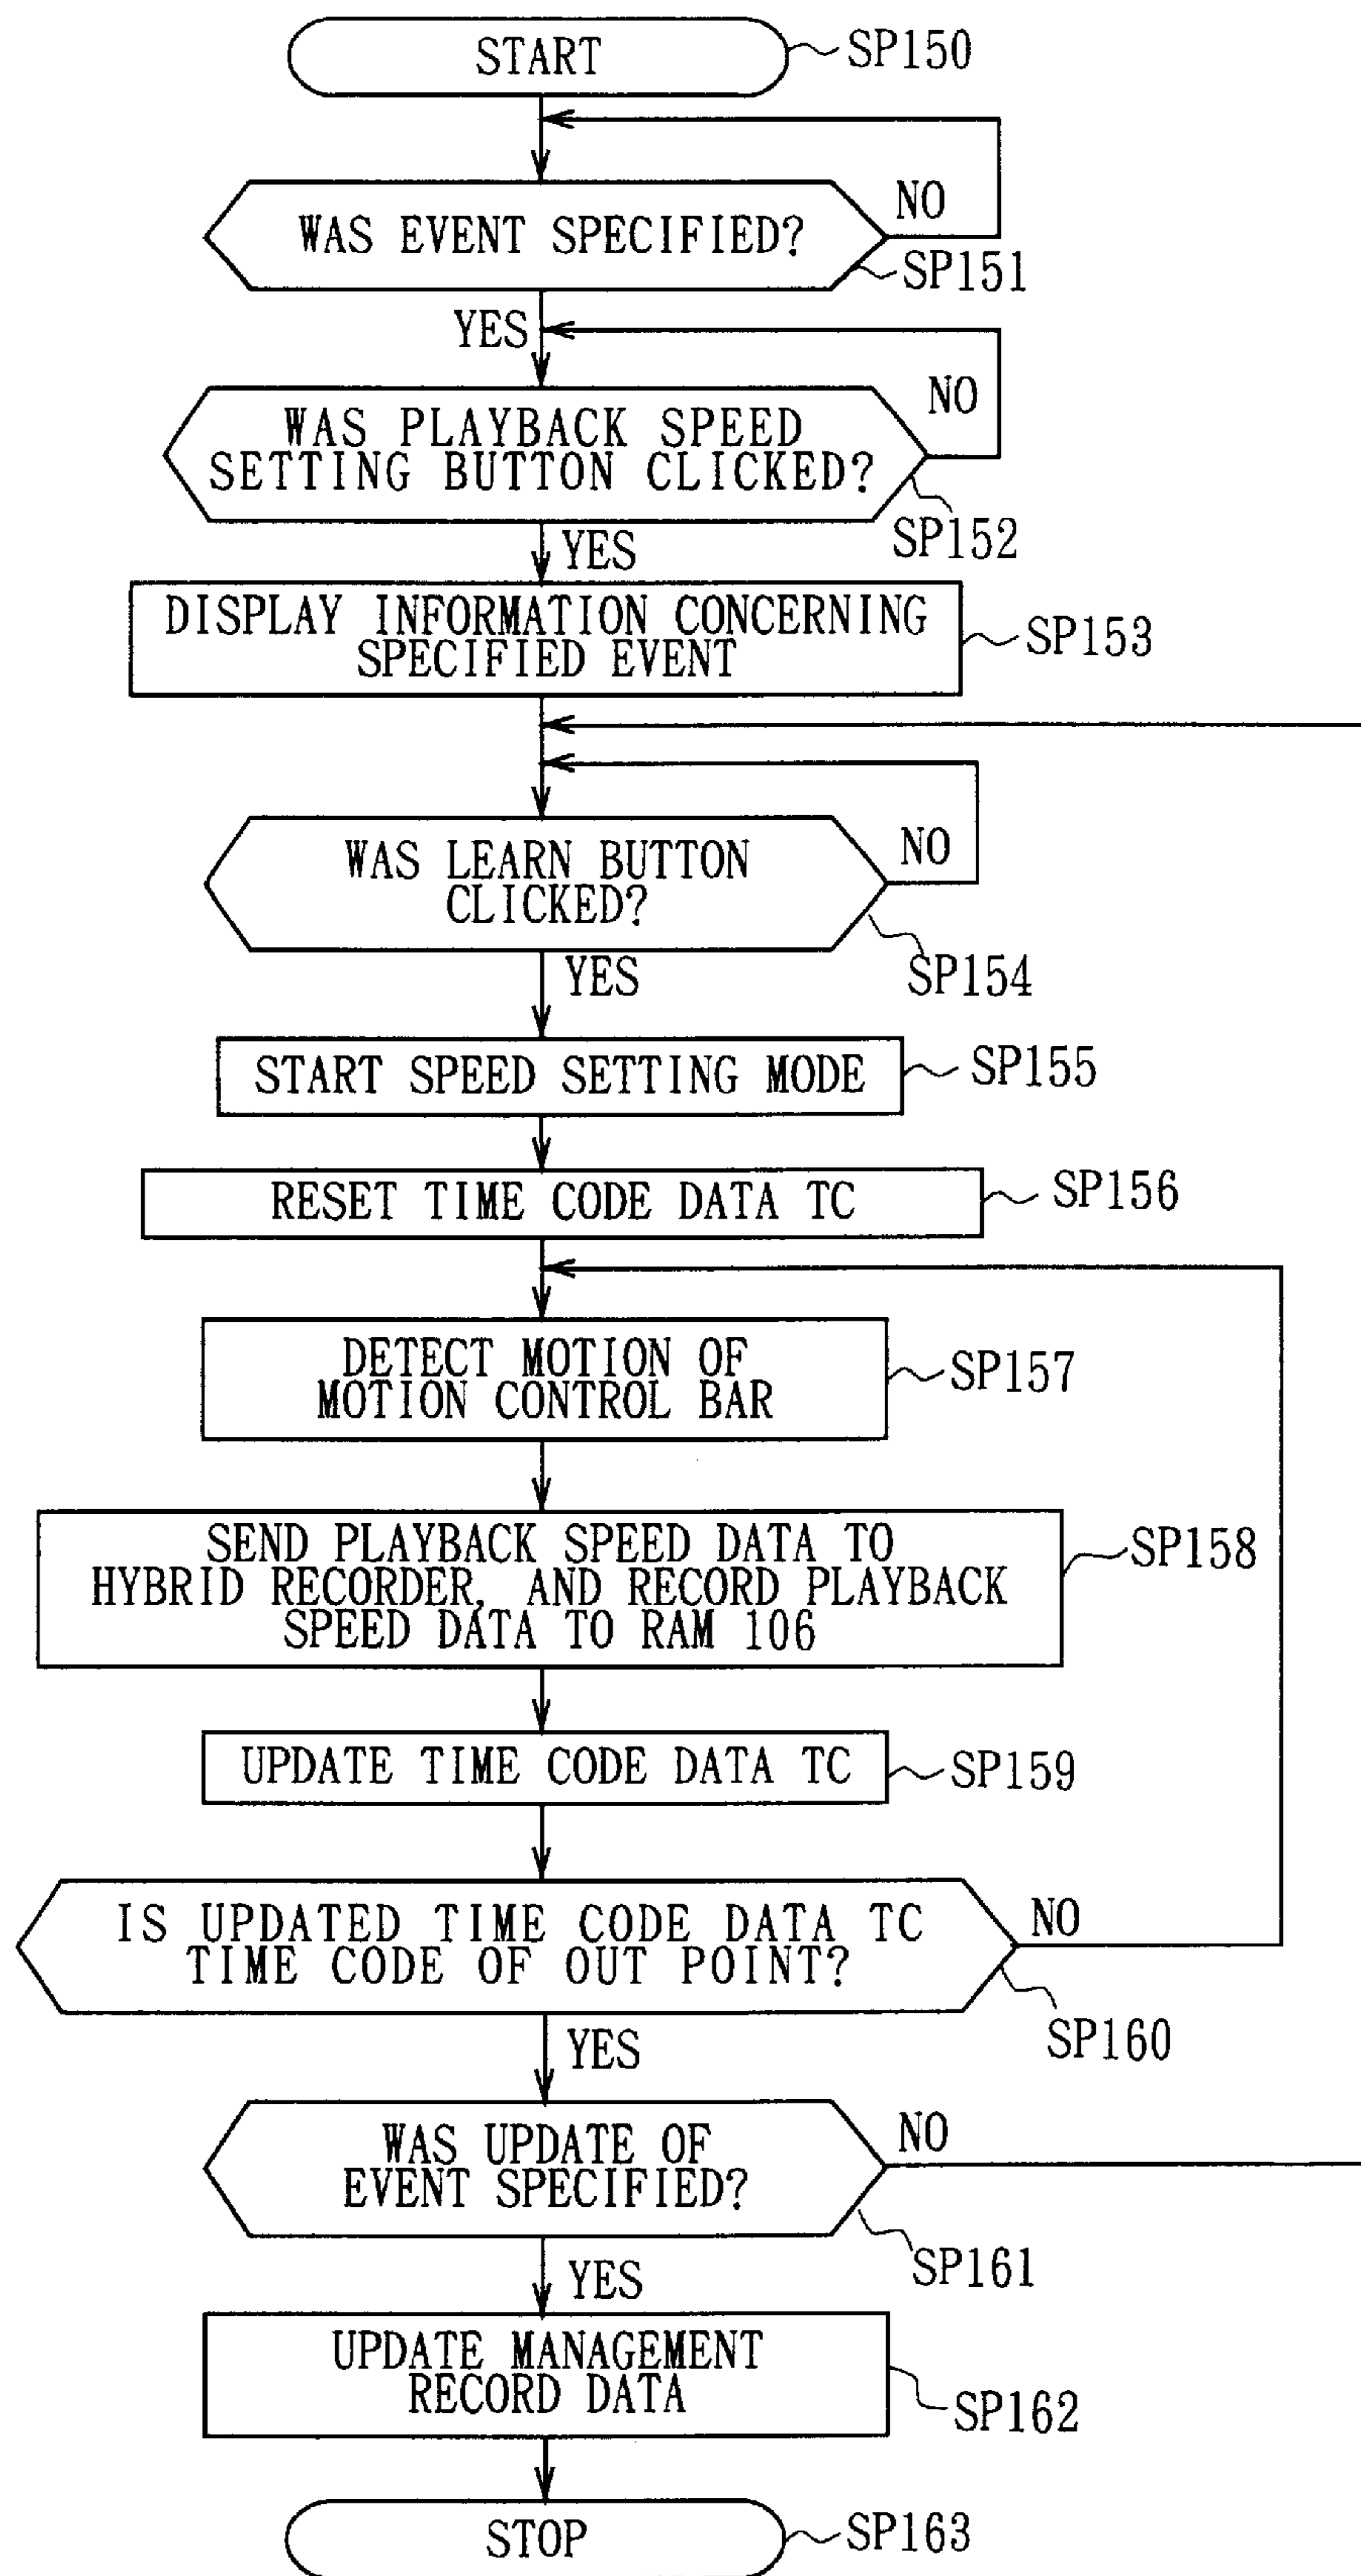 START
SP150
NO
WAS EVENT SPECIFIED?
SP151
YES
NO
WAS PLAYBACK SPEED
SETTING BUTTON CLICKED?
SP152
YES
DISPLAY INFORMATION CONCERNING
SPECIFIED EVENT
SP153
NO
WAS LEARN BUTTON
CLICKED?
SP154
YES
START SPEED SETTING MODE
SP155
RESET TIME CODE DATA TC
SP156
DETECT MOTION OF
MOTION CONTROL BAR
SP157
SEND PLAYBACK SPEED DATA TO
HYBRID RECORDER, AND RECORD PLAYBACK
SPEED DATA TO RAM 106
SP158
UPDATE TIME CODE DATA TC
SP159
IS UPDATED TIME CODE DATA TC
TIME CODE OF OUT POINT?
NO
SP160
YES
WAS UPDATE OF
EVENT SPECIFIED?
NO
SP161
YES
UPDATE MANAGEMENT
RECORD DATA
SP162
STOP
SP163